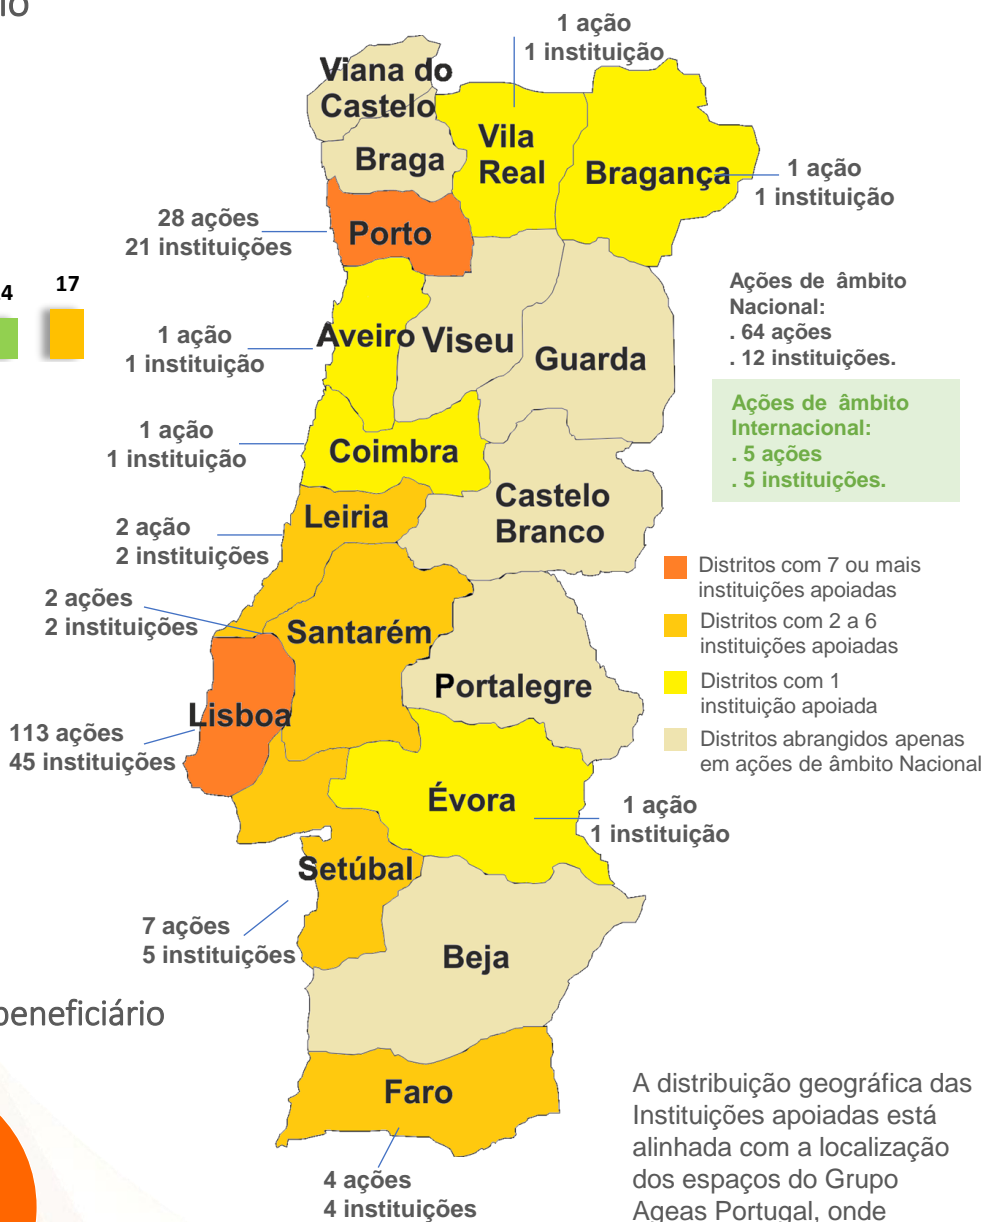 1 ação
1 instituição
Viana do
Castelo
Braga
Vila
Real
Bragança
1 ação
1 instituição
28 ações
21 instituições
Porto
17
Ações de âmbito
Nacional:
. 64 ações
. 12 instituições.
1 ação
1 instituição
Aveiro
Viseu
Guarda
Ações de âmbito
Internacional:
. 5 ações
. 5 instituições.
1 ação
1 instituição
Coimbra
Castelo
Branco
Leiria
2 ação
2 instituições
Distritos com 7 ou mais
instituições apoiadas
2 ações
2 instituições
Santarém
Distritos com 2 a 6
instituições apoiadas
Portalegre
Distritos com 1
instituição apoiada
Lisboa
113 ações
45 instituições
Distritos abrangidos apenas
em ações de âmbito Nacional
Évora
1 ação
1 instituição
Setúbal
7 ações
5 instituições
Beja
beneficiário
Faro
4 ações
4 instituições
A distribuição geográfica das
Instituições apoiadas está
alinhada com a localização
dos espaços do Grupo
Ageas Portugal, onde